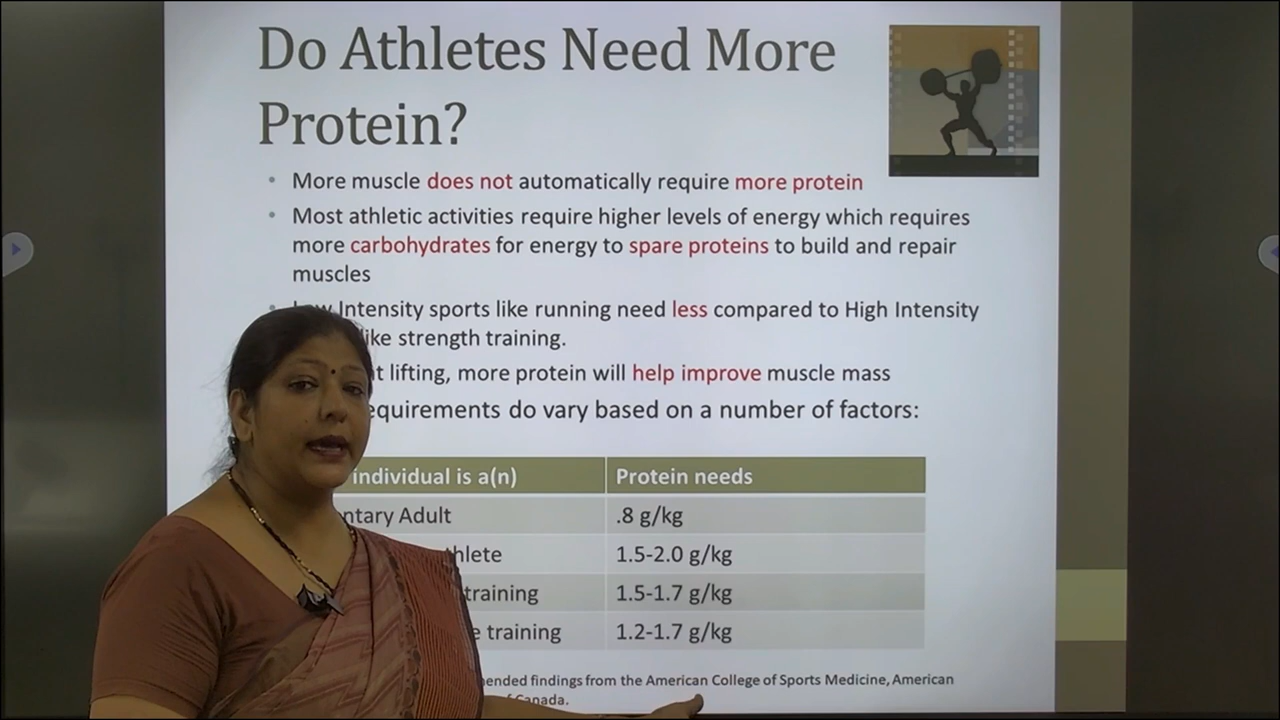 Do Athletes Need More
Protein?
• More muscle does not automatically require more protein
• Most athletic activities require higher levels of energy which requires
more carbohydrates for energy to spare proteins to build and repair
muscles
• Low Intensity sports like running need less compared to High Intensity
like strength training.
lifting, more protein will help improve muscle mass
requirements do vary based on a number of factors:
individual is a(n) Protein needs
Adult .8 g/kg
1.5-2.0 g/kg
training 1.5-1.7 g/kg
training 1.2-1.7 g/kg
findings from the American College of Sports Medicine, American
of Canada.